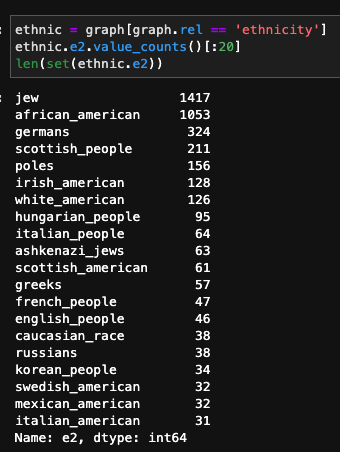 ethnic = graph[graph.rel == 'ethnicity']
ethnic.e2.value_counts()[:20]
len(set(ethnic.e2))
jew 1417
african_american 1053
germans 324
scottish_people 211
poles 156
irish_american 128
white_american 126
hungarian_people 95
italian_people 64
ashkenazi_jews 63
scottish_american 61
greeks 57
french_people 47
english_people 46
caucasian_race 38
russians 38
korean_people 34
swedish_american 32
mexican_american 32
italian_american 31
Name: e2, dtype: int64